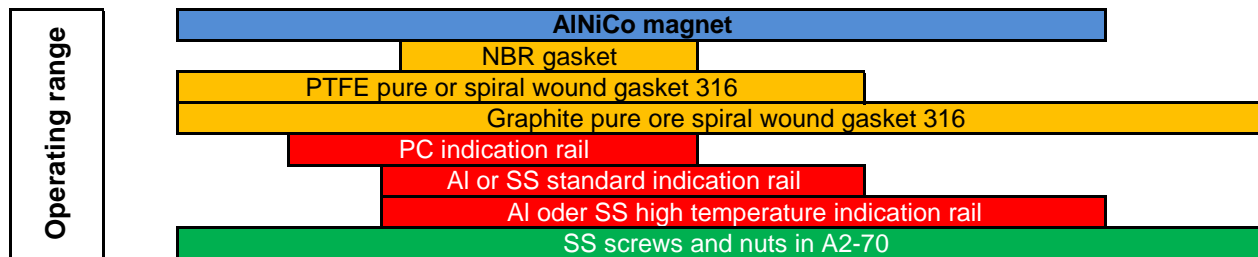 Operating range
AlNiCo magnet
NBR gasket
PTFE pure or spiral wound gasket 316
Graphite pure ore spiral wound gasket 316
PC indication rail
Al or SS standard indication rail
Al oder SS high temperature indication rail
SS screws and nuts in A2-70